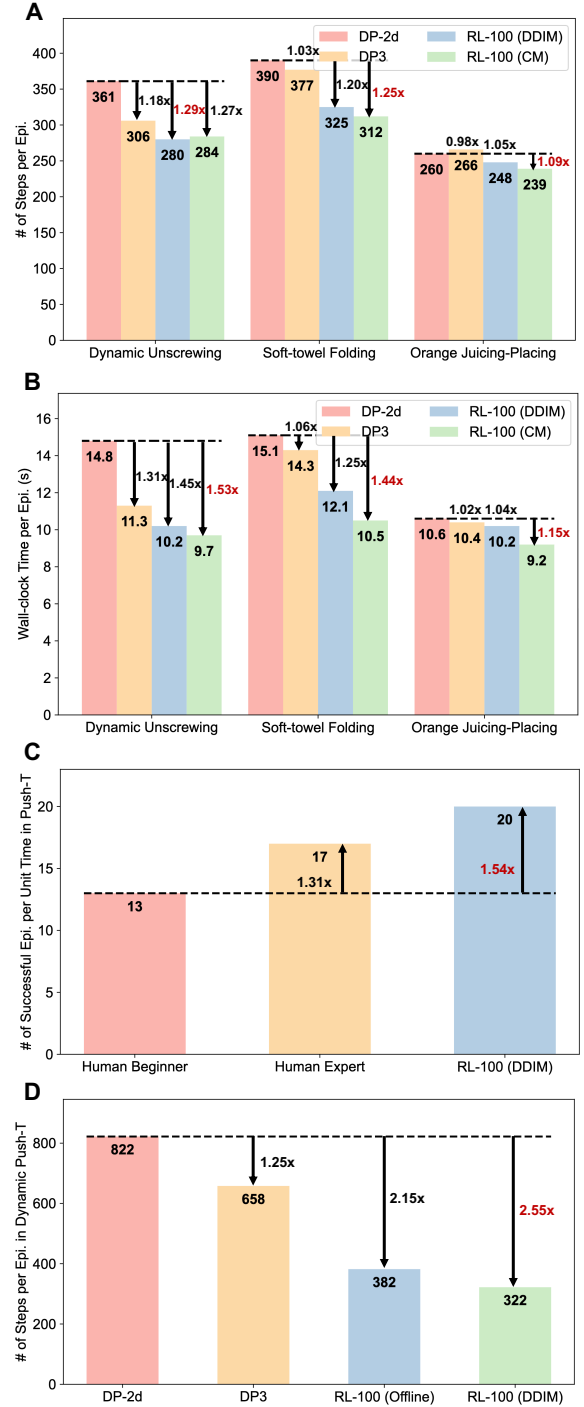 A
# of Steps per Epi.
400
350
300
250
200
150
100
50
0
DP-2d
DP3
RL-100 (DDIM)
RL-100 (CM)
361
306
280
284
1.18x
1.29x
1.27x
390
377
325
312
1.03x
1.20x
1.25x
260
266
248
239
0.98x
1.05x
1.09x
Dynamic Unscrewing
Soft-towel Folding
Orange Juicing-Placing
B
Wall-clock Time per Epi. (s)
16
14
12
10
8
6
4
2
0
DP-2d
DP3
RL-100 (DDIM)
RL-100 (CM)
14.8
11.3
10.2
9.7
1.31x
1.45x
1.53x
15.1
14.3
12.1
10.5
1.06x
1.25x
1.44x
10.6
10.4
10.2
9.2
1.02x
1.04x
1.15x
Dynamic Unscrewing
Soft-towel Folding
Orange Juicing-Placing
C
# of Successful Epi. per Unit Time in Push-T
20
15
10
5
0
13
17
1.31x
20
1.54x
Human Beginner
Human Expert
RL-100 (DDIM)
D
# of Steps per Epi. in Dynamic Push-T
800
600
400
200
0
822
658
1.25x
382
2.15x
322
2.55x
DP-2d
DP3
RL-100 (Offline)
RL-100 (DDIM)